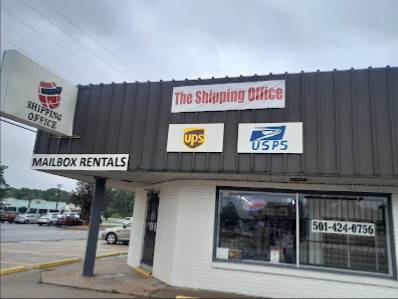 SHIPPING
OFFICE
The Shipping Office
ups
USPS
MAILBOX RENTALS
501-424-0756